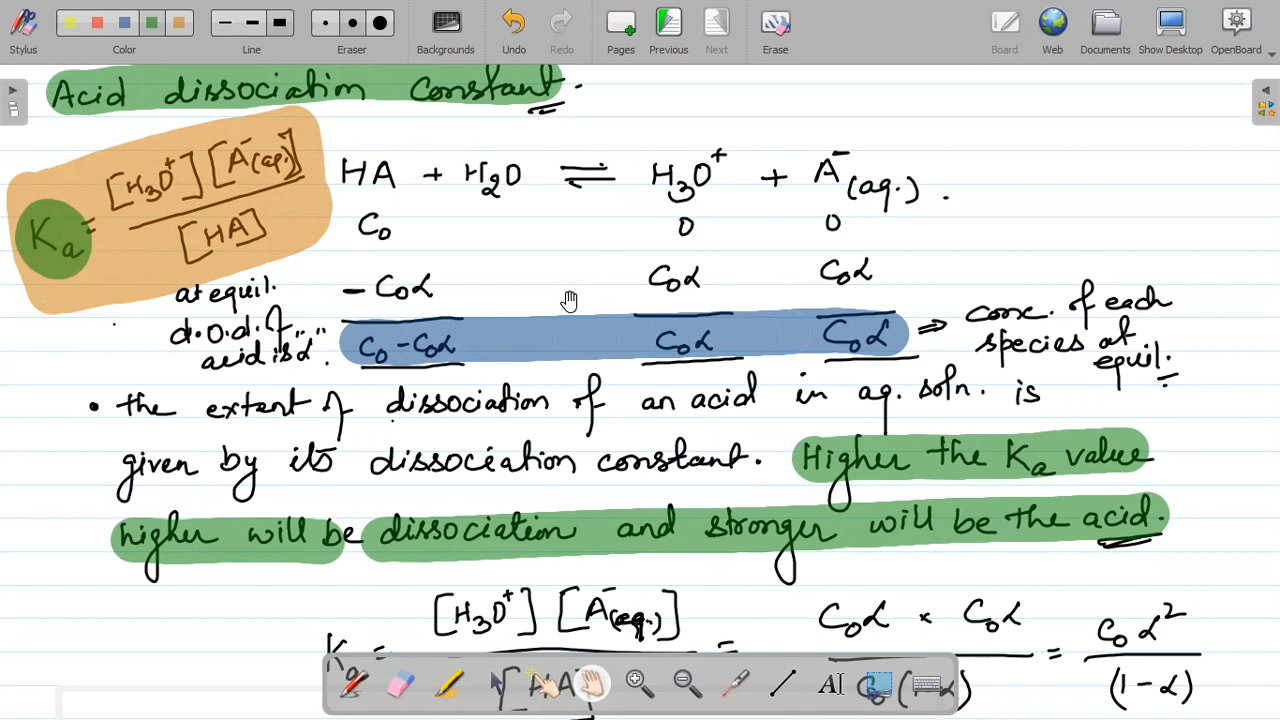 Stylus Color Line Eraser Backgrounds Undo Redo Pages Previous Next Erase Board Web Documents Show Desktop OpenBoard
Acid dissociation Constant.
Ka = [H3O+] [A-(aq.)] / [HA]
HA + H2O ⇌ H3O+ + A-(aq.).
C0 0 0
at equil. - C0α C0α C0α
d.o.d. of " "
acid is α.
C0 - C0α C0α C0α ⇒ conc. of each
species at
equil.
• the extent of dissociation of an acid in aq. soln. is
given by its dissociation constant. Higher the Ka value
higher will be dissociation and stronger will be the acid.
Ka = [H3O+] [A-(aq.)] / [HA] = C0α × C0α / C0(1-α) = C0α² / (1-α)